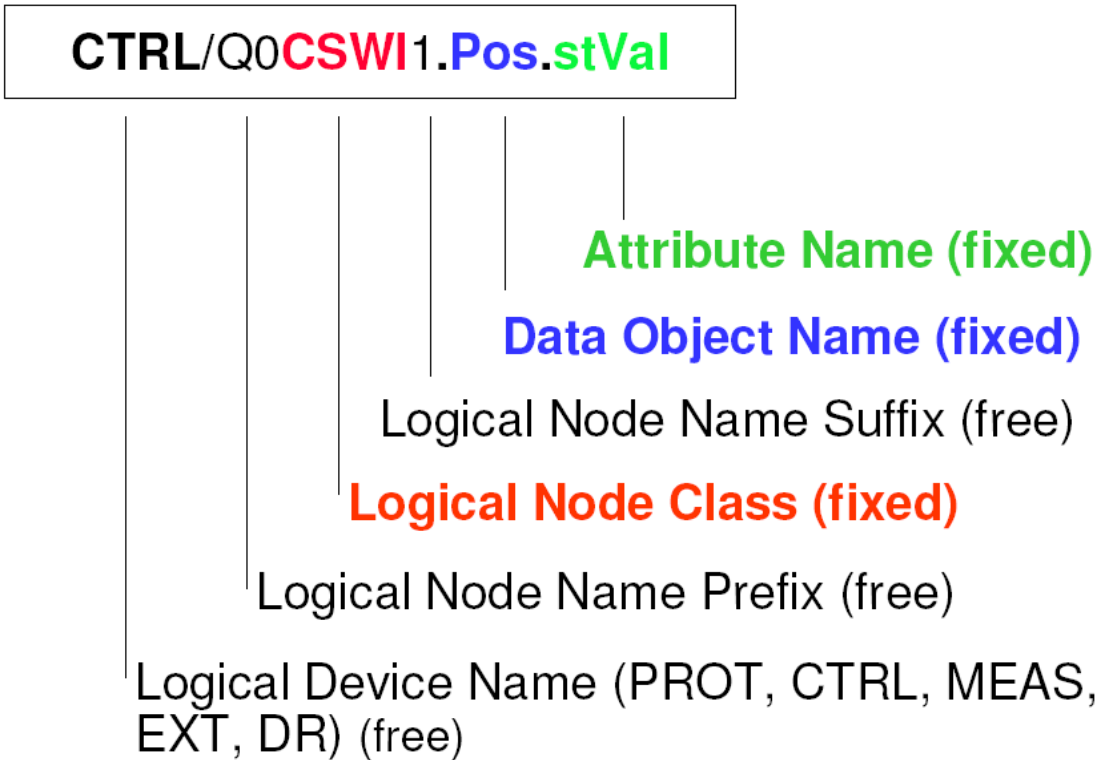 CTRL/Q0CSWI1.Pos.stVal
Attribute Name (fixed)
Data Object Name (fixed)
Logical Node Name Suffix (free)
Logical Node Class (fixed)
Logical Node Name Prefix (free)
Logical Device Name (PROT, CTRL, MEAS,
EXT, DR) (free)